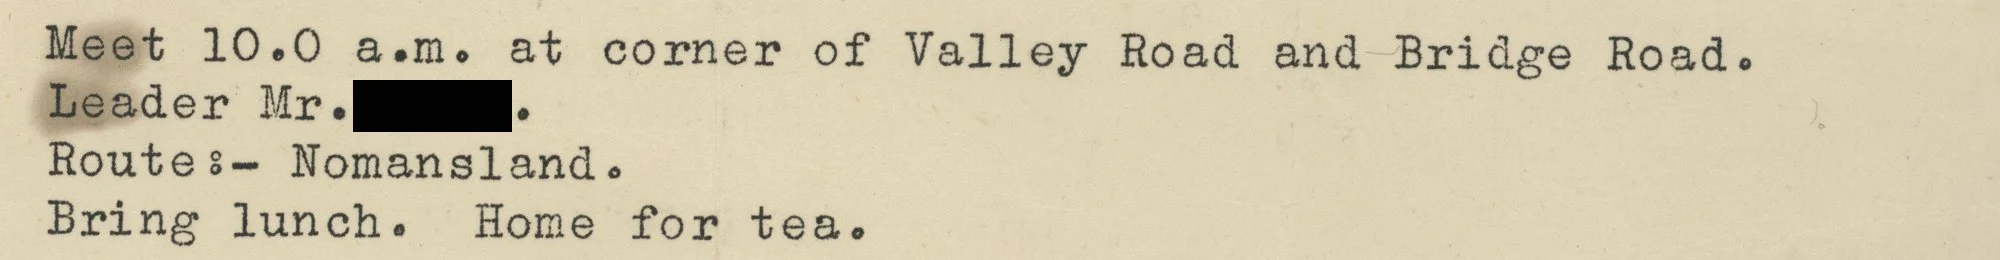 Meet 10.0 a.m. at corner of Valley Road and Bridge Road.
Leader Mr. .
Route:- Nomansland.
Bring lunch. Home for tea.